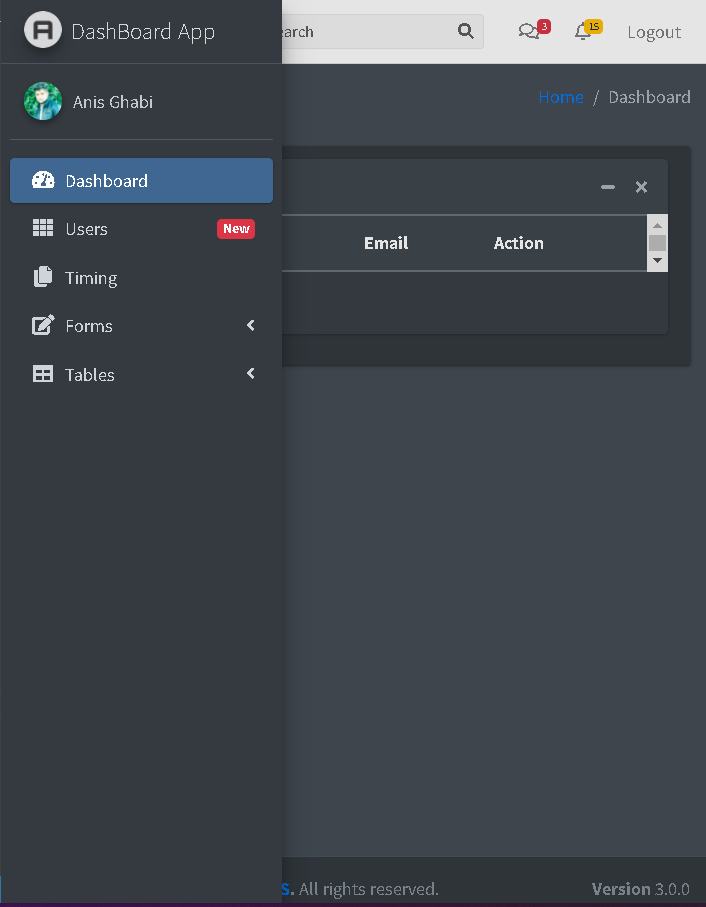 DashBoard App
earch
3
15
Logout
Anis Ghabi
Home / Dashboard
Dashboard
Users
New
Email
Action
Timing
Forms
Tables
S. All rights reserved.
Version 3.0.0